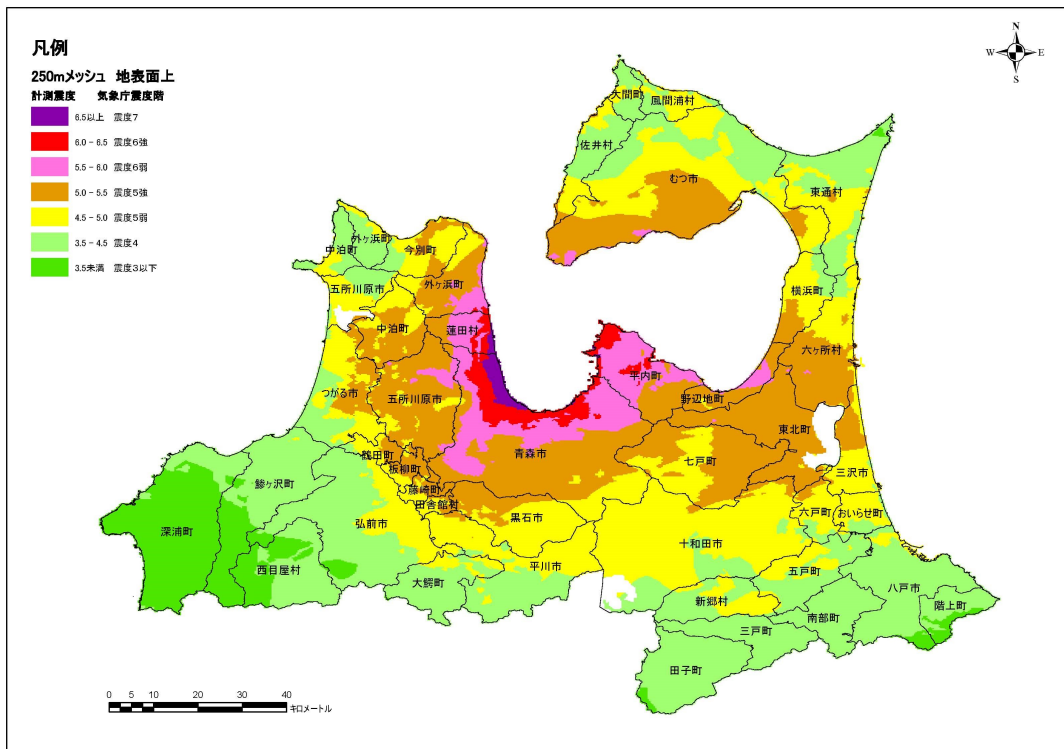 凡例
250mメッシュ 地表面上
計測震度 気象庁震度階
6.5以上 震度7
6.0 - 6.5 震度6強
5.5 - 6.0 震度6弱
5.0 - 5.5 震度5強
4.5 - 5.0 震度5弱
3.5 - 4.5 震度4
3.5未満 震度3以下
N
W E
S
大間町
風間浦村
佐井村
むつ市
東通村
外ヶ浜町
中泊町
今別町
五所川原市
外ヶ浜町
横浜町
中泊町
蓬田村
六ヶ所村
平内町
つがる市
五所川原市
野辺地町
東北町
青森市
七戸町
鶴田町
板柳町
三沢市
鰺ヶ沢町
藤崎町
田舎館村
六戸町
おいらせ町
黒石市
弘前市
深浦町
十和田市
平川市
五戸町
西目屋村
大鰐町
八戸市
新郷村
階上町
南部町
三戸町
田子町
0 5 10 20 30 40
キロメートル